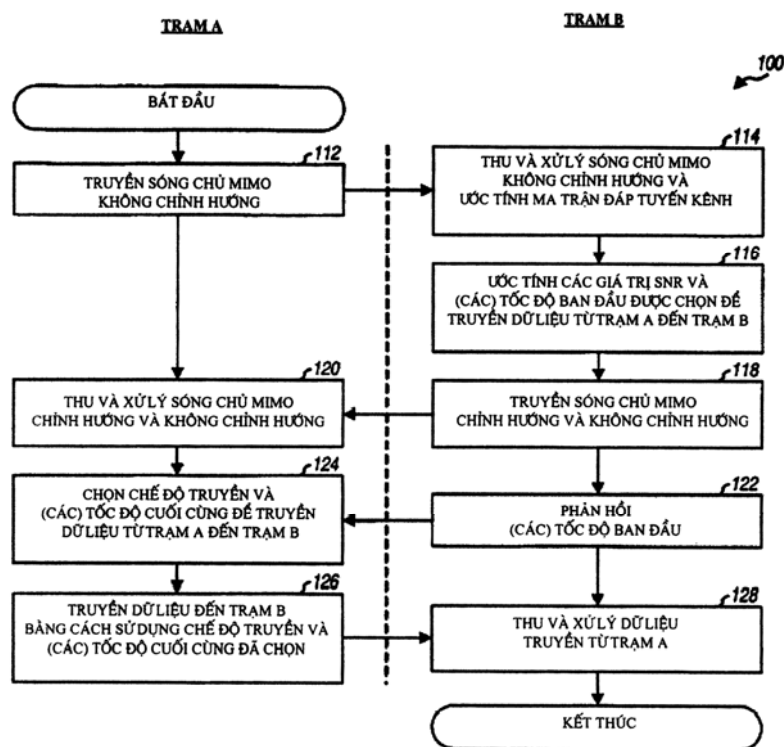 TRẠM A
TRẠM B
100
BẮT ĐẦU
112
TRUYỀN SÓNG CHỦ MIMO
KHÔNG CHỈNH HƯỚNG
114
THU VÀ XỬ LÝ SÓNG CHỦ MIMO
KHÔNG CHỈNH HƯỚNG VÀ
ƯỚC TÍNH MA TRẬN ĐÁP TUYẾN KÊNH
116
ƯỚC TÍNH CÁC GIÁ TRỊ SNR VÀ
(CÁC) TỐC ĐỘ BAN ĐẦU ĐƯỢC CHỌN ĐỂ
TRUYỀN DỮ LIỆU TỪ TRẠM A ĐẾN TRẠM B
120
THU VÀ XỬ LÝ SÓNG CHỦ MIMO
CHỈNH HƯỚNG VÀ KHÔNG CHỈNH HƯỚNG
118
TRUYỀN SÓNG CHỦ MIMO
CHỈNH HƯỚNG VÀ KHÔNG CHỈNH HƯỚNG
124
CHỌN CHẾ ĐỘ TRUYỀN VÀ
(CÁC) TỐC ĐỘ CUỐI CÙNG ĐỂ TRUYỀN
DỮ LIỆU TỪ TRẠM A ĐẾN TRẠM B
122
PHẢN HỒI
(CÁC) TỐC ĐỘ BAN ĐẦU
126
TRUYỀN DỮ LIỆU ĐẾN TRẠM B
BẰNG CÁCH SỬ DỤNG CHẾ ĐỘ TRUYỀN VÀ
(CÁC) TỐC ĐỘ CUỐI CÙNG ĐÃ CHỌN
128
THU VÀ XỬ LÝ DỮ LIỆU
TRUYỀN TỪ TRẠM A
KẾT THÚC